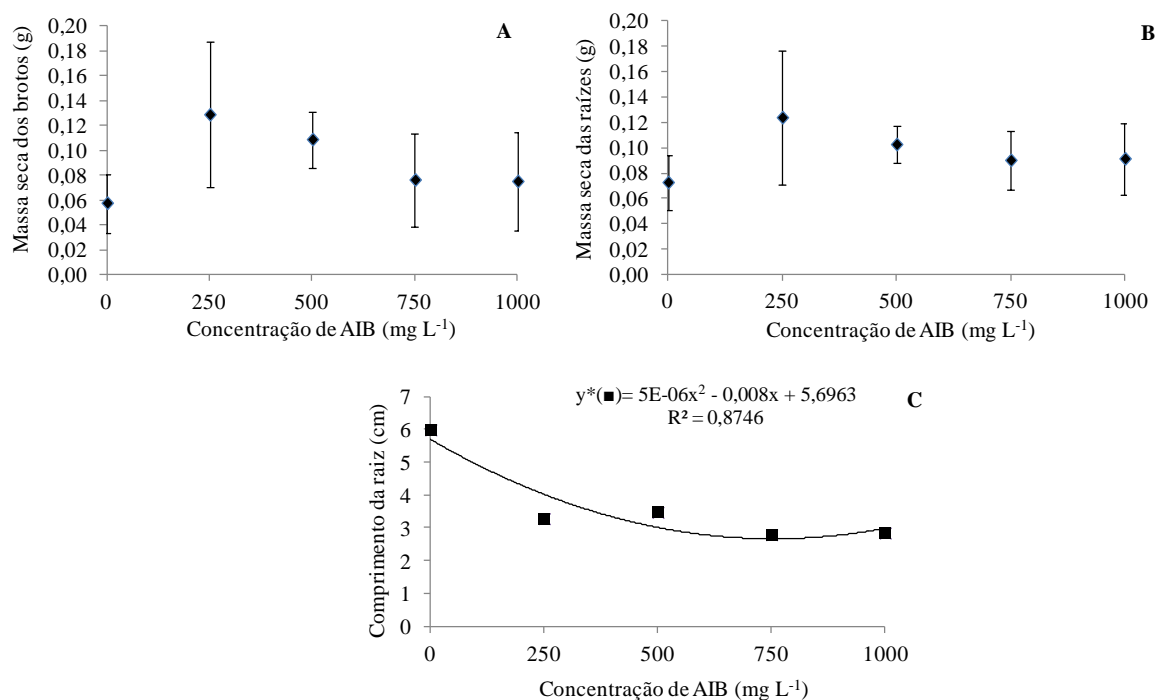 A
Massa seca dos brotos (g)
0,20
0,18
0,16
0,14
0,12
0,10
0,08
0,06
0,04
0,02
0,00
0 250 500 750 1000
Concentração de AIB (mg L-1)
B
Massa seca das raízes (g)
0,20
0,18
0,16
0,14
0,12
0,10
0,08
0,06
0,04
0,02
0,00
0 250 500 750 1000
Concentração de AIB (mg L-1)
y*(■)= 5E-06x2 - 0,008x + 5,6963
R² = 0,8746
C
Comprimento da raiz (cm)
7
6
5
4
3
2
1
0
0 250 500 750 1000
Concentração de AIB (mg L-1)